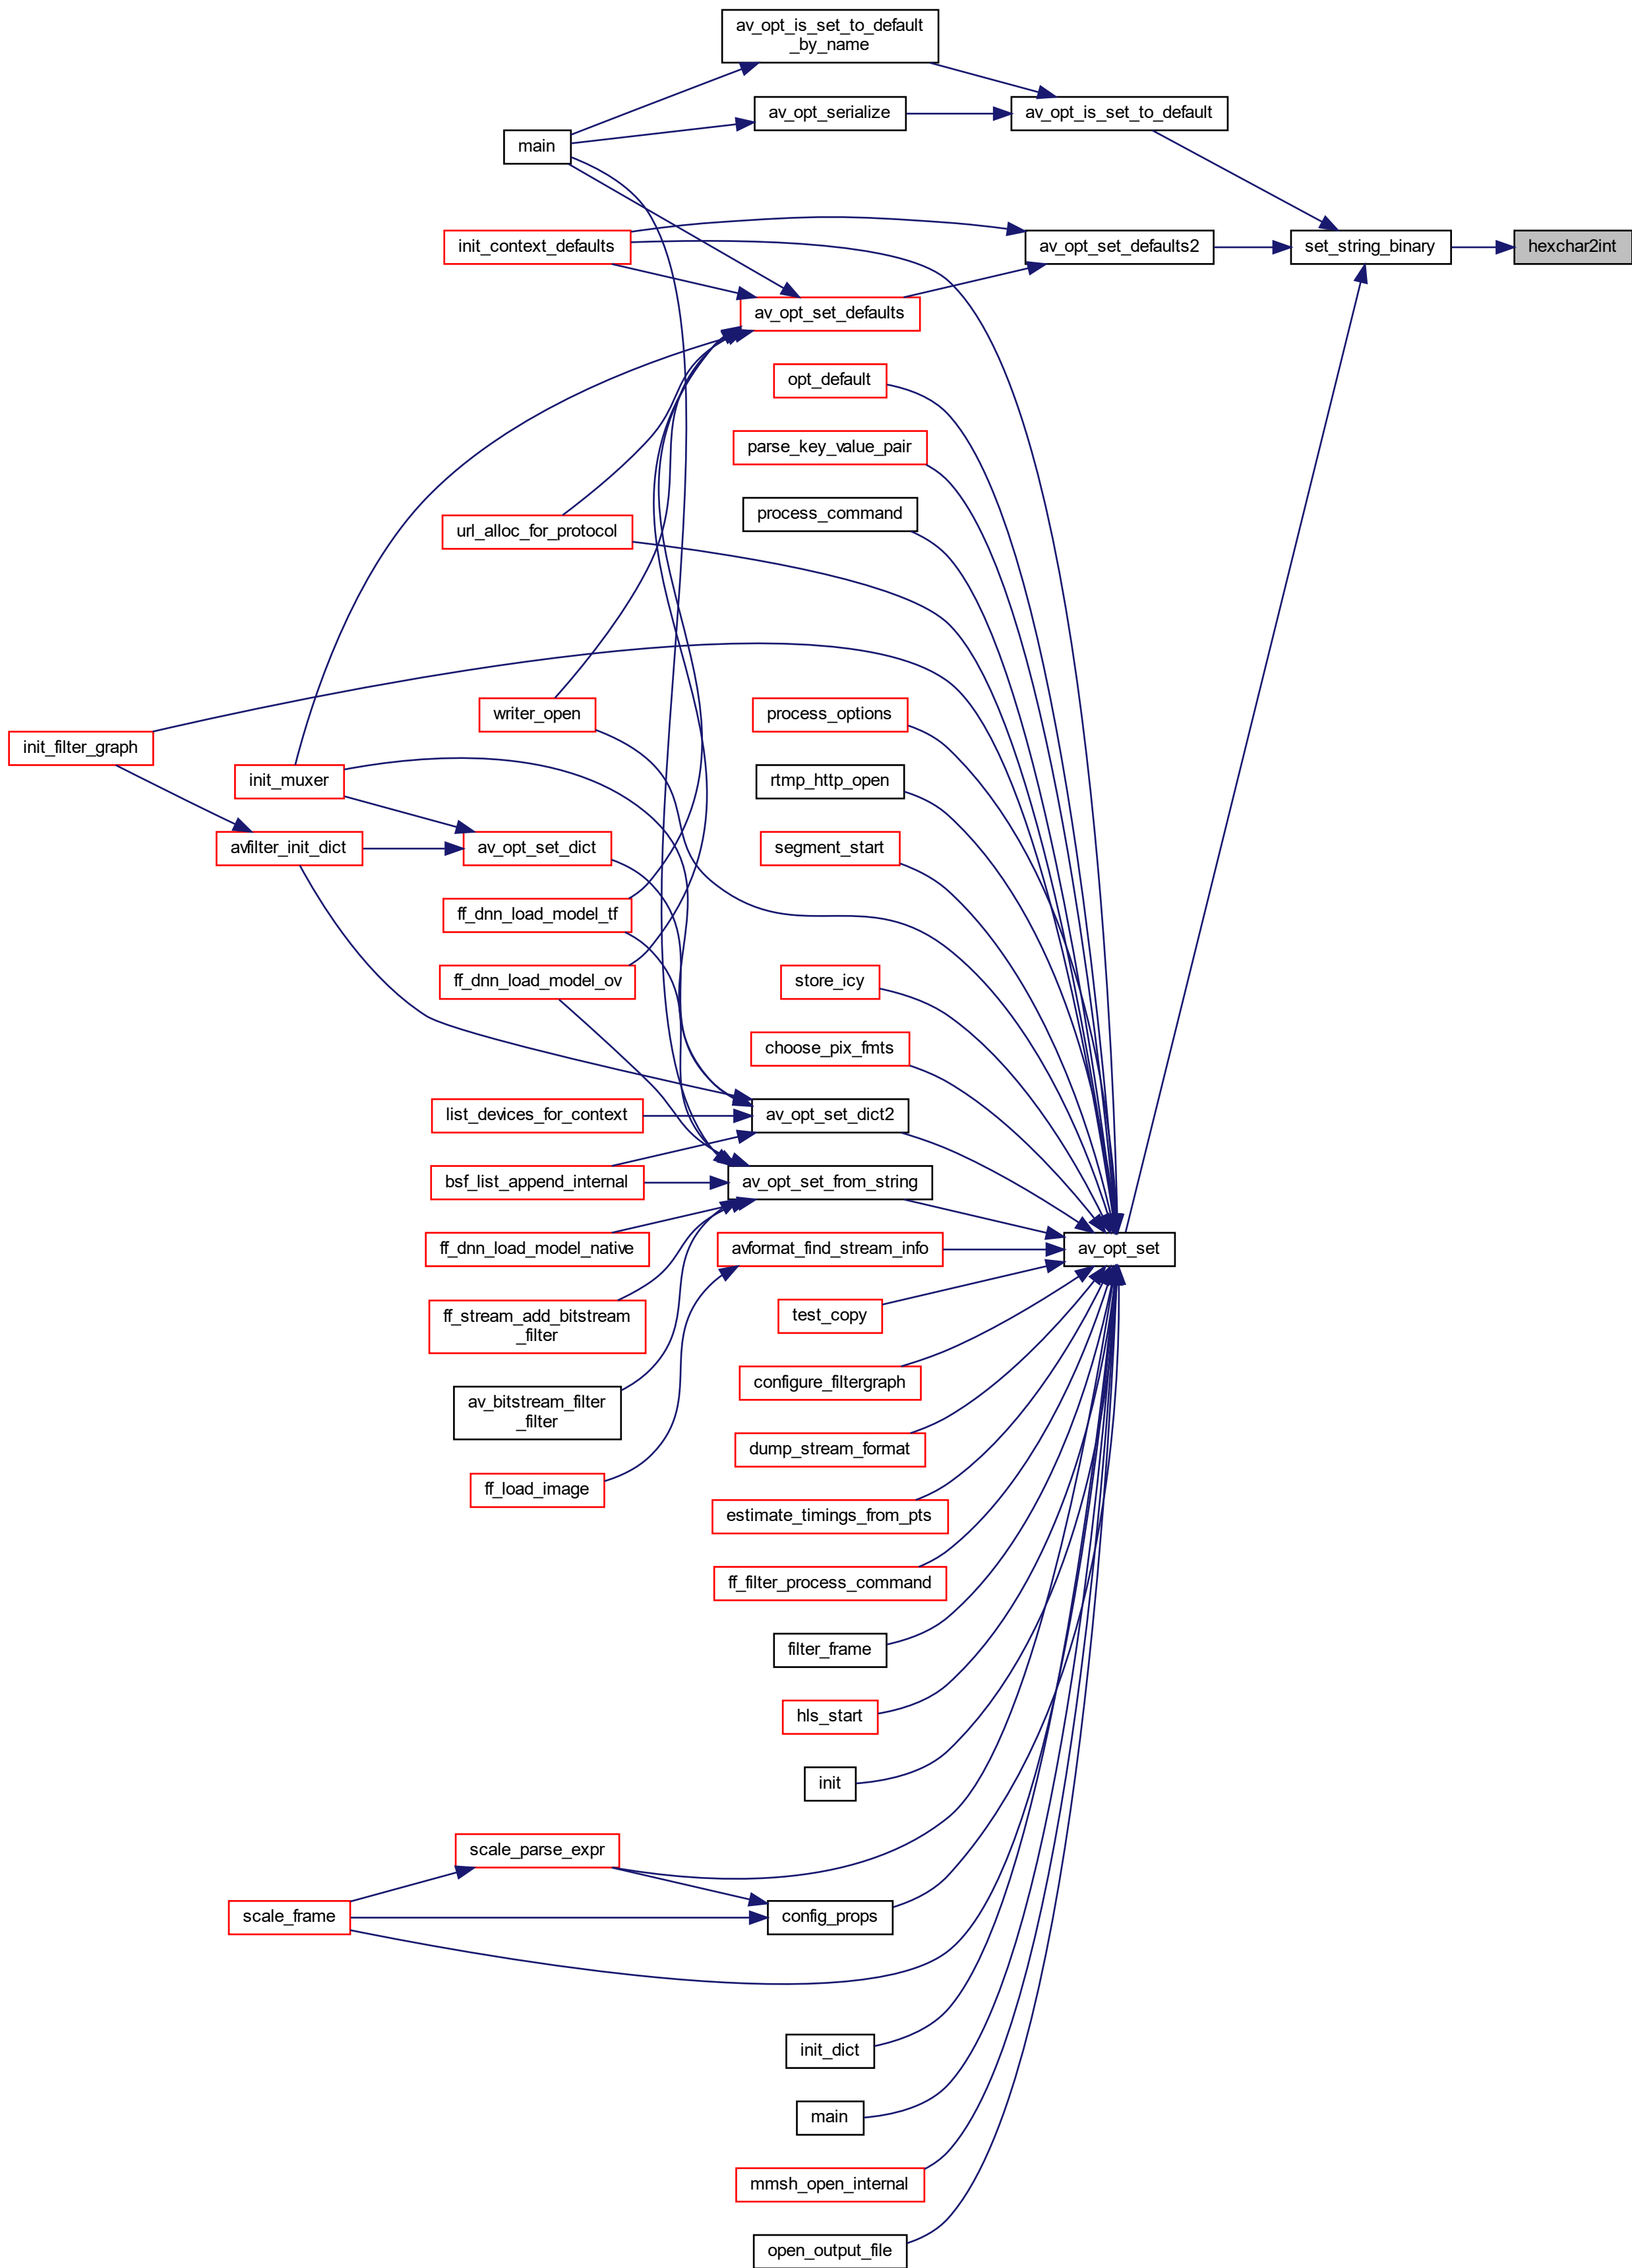 av_opt_is_set_to_default
_by_name
av_opt_serialize
av_opt_is_set_to_default
main
init_context_defaults
av_opt_set_defaults2
set_string_binary
hexchar2int
av_opt_set_defaults
opt_default
parse_key_value_pair
process_command
url_alloc_for_protocol
writer_open
process_options
init_filter_graph
init_muxer
rtmp_http_open
avfilter_init_dict
av_opt_set_dict
segment_start
ff_dnn_load_model_tf
ff_dnn_load_model_ov
store_icy
choose_pix_fmts
list_devices_for_context
av_opt_set_dict2
bsf_list_append_internal
av_opt_set_from_string
ff_dnn_load_model_native
avformat_find_stream_info
av_opt_set
ff_stream_add_bitstream
_filter
test_copy
configure_filtergraph
av_bitstream_filter
_filter
dump_stream_format
ff_load_image
estimate_timings_from_pts
ff_filter_process_command
filter_frame
hls_start
init
scale_parse_expr
scale_frame
config_props
init_dict
main
mmsh_open_internal
open_output_file